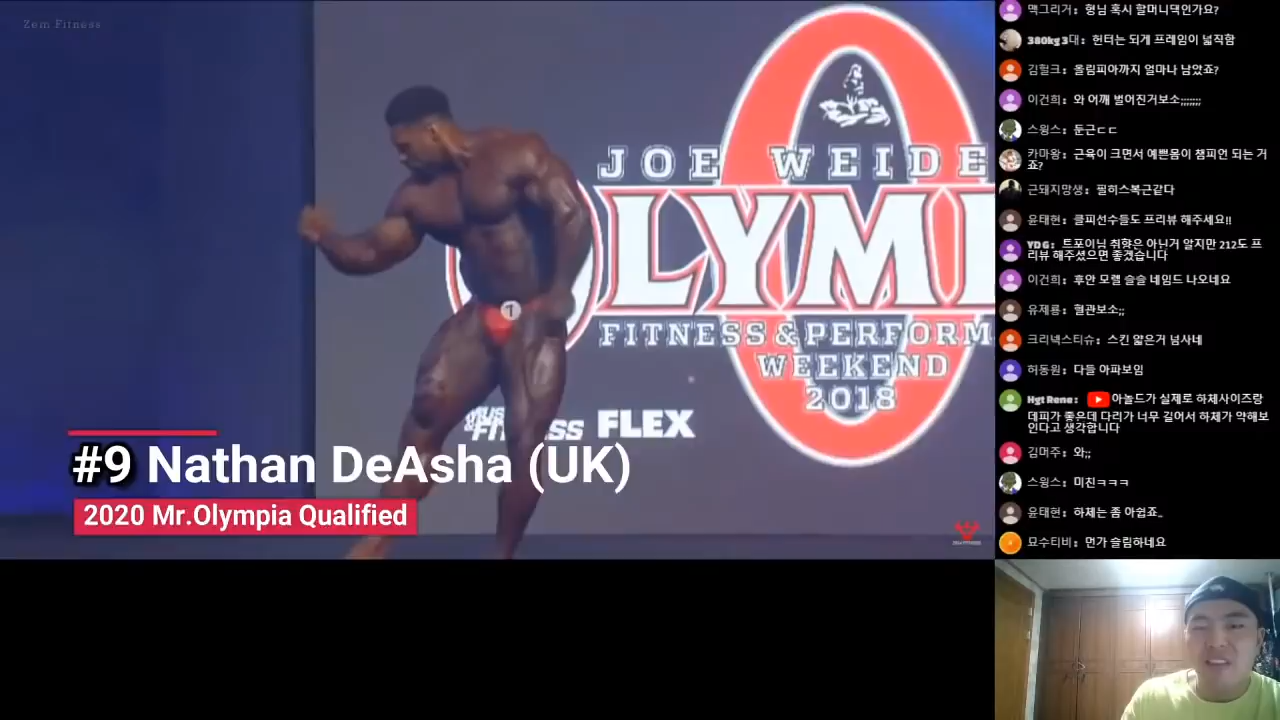 Zem Fitness
JOE WEIDE
OLYMP
FITNESS & PERFORM
WEEKEND
2018
FLEX
#9 Nathan DeAsha (UK)
2020 Mr.Olympia Qualified
7
맥그리거: 형님 혹시 할머니댁인가요?
380kg 3대: 헌터는 되게 프레임이 넓직함
김헐크: 올림피아까지 얼마나 남았죠?
이건희: 와 어깨 벌어진거보소;;;;;;;
스윙스: 둔근ㄷㄷ
카마왕: 근육이 크면서 예쁜몸이 챔피언 되는 거
죠?
근돼지망생: 필히스복근같다
윤태현: 클피선수들도 프리뷰 해주세요!!
YDG: 트포이님 취향은 아닌거 알지만 212도 프
리뷰 해주셨으면 좋겠습니다
이건희: 후안 모렐 슬슬 네임드 나오네요
유제룡: 혈관보소;;
크리넥스티슈: 스킨 얇은거 넘사네
허동원: 다들 아파보임
Hgt Rene: 아놀드가 실제로 하체사이즈랑
데피가 좋은데 다리가 너무 길어서 하체가 약해보
인다고 생각합니다
김머주: 와;;
스윙스: 미친ㅋㅋㅋ
윤태현: 하체는 좀 아쉽죠..
묘수티비: 먼가 슬림하네요